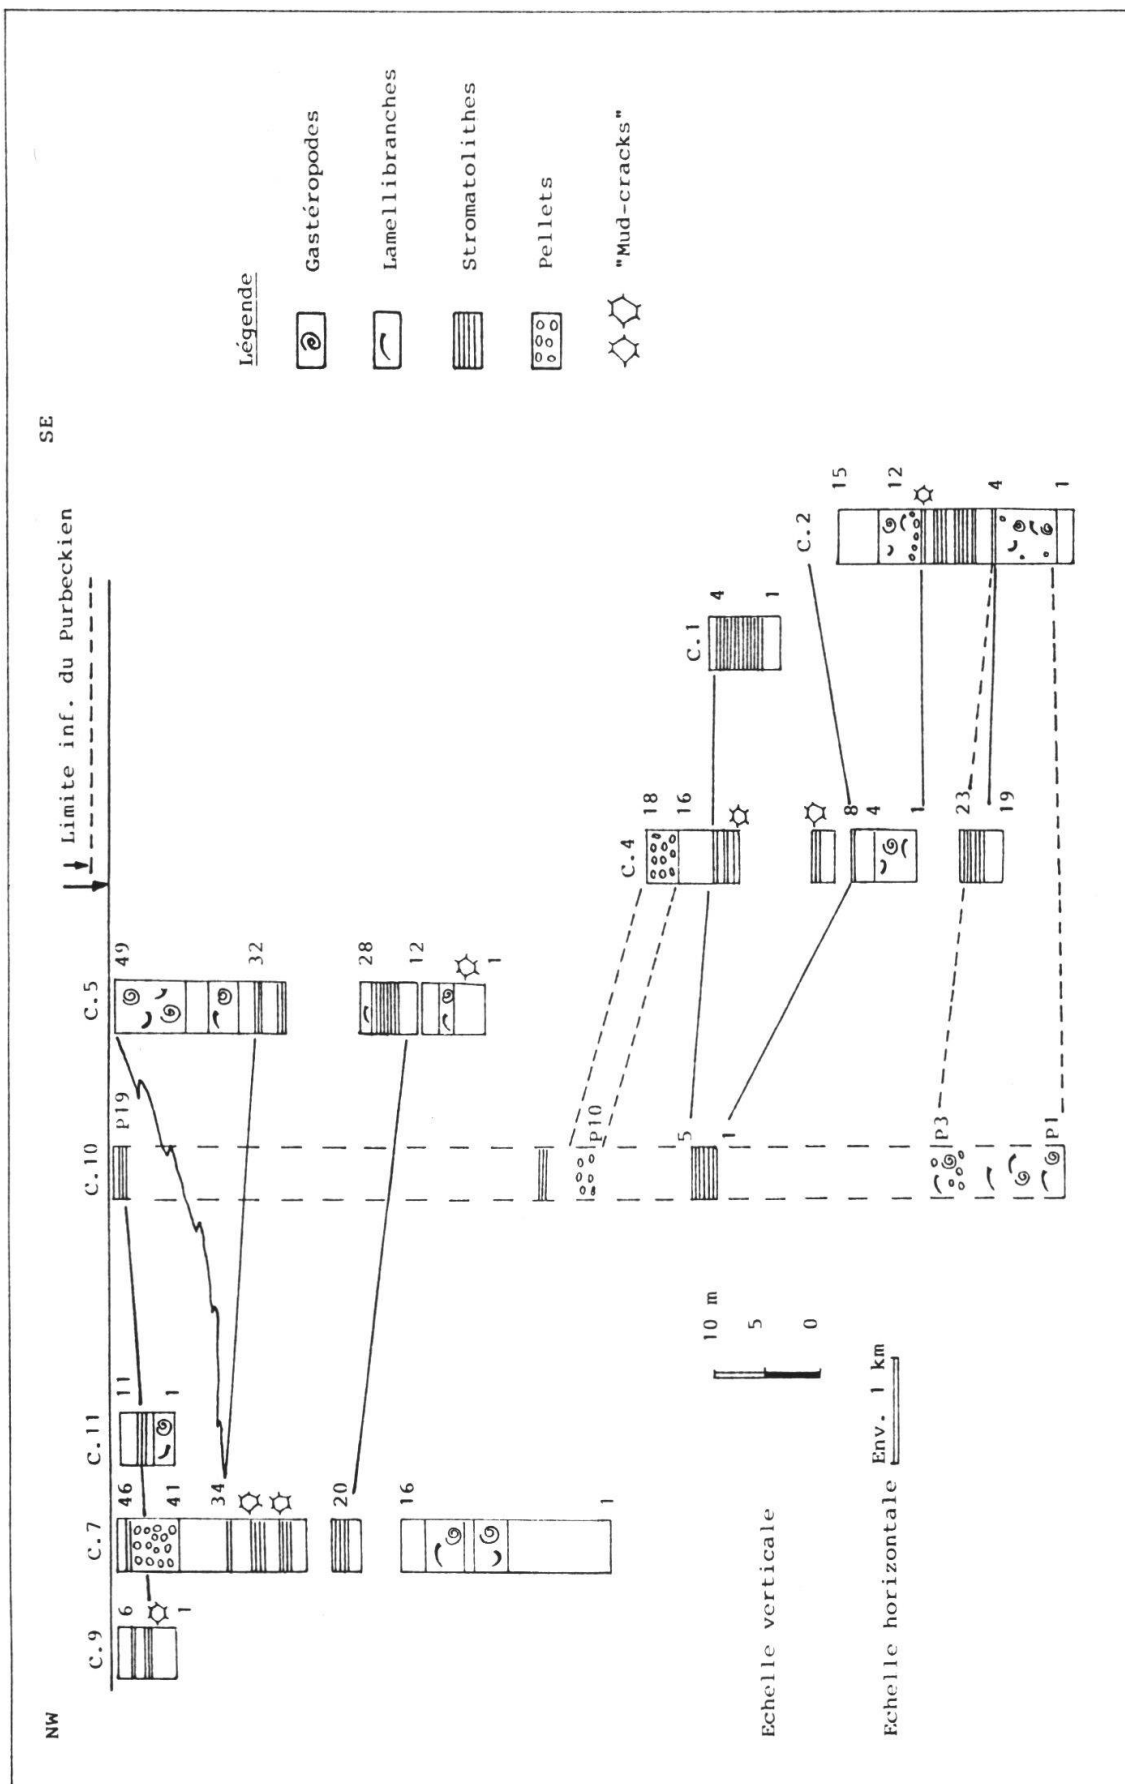 NW
SE
Limite inf. du Purbeckien
C.9
6
1
C.7
46
41
34
20
16
1
C.11
11
1
C.10
P19
P10
5
1
P3
P1
C.5
49
32
28
12
1
C.4
18
16
8
4
1
23
19
C.1
4
1
C.2
15
12
4
1
Légende
Gastéropodes
Lamellibranches
Stromatolithes
Pellets
"Mud-cracks"
Echelle verticale
10 m
5
0
Echelle horizontale
Env. 1 km